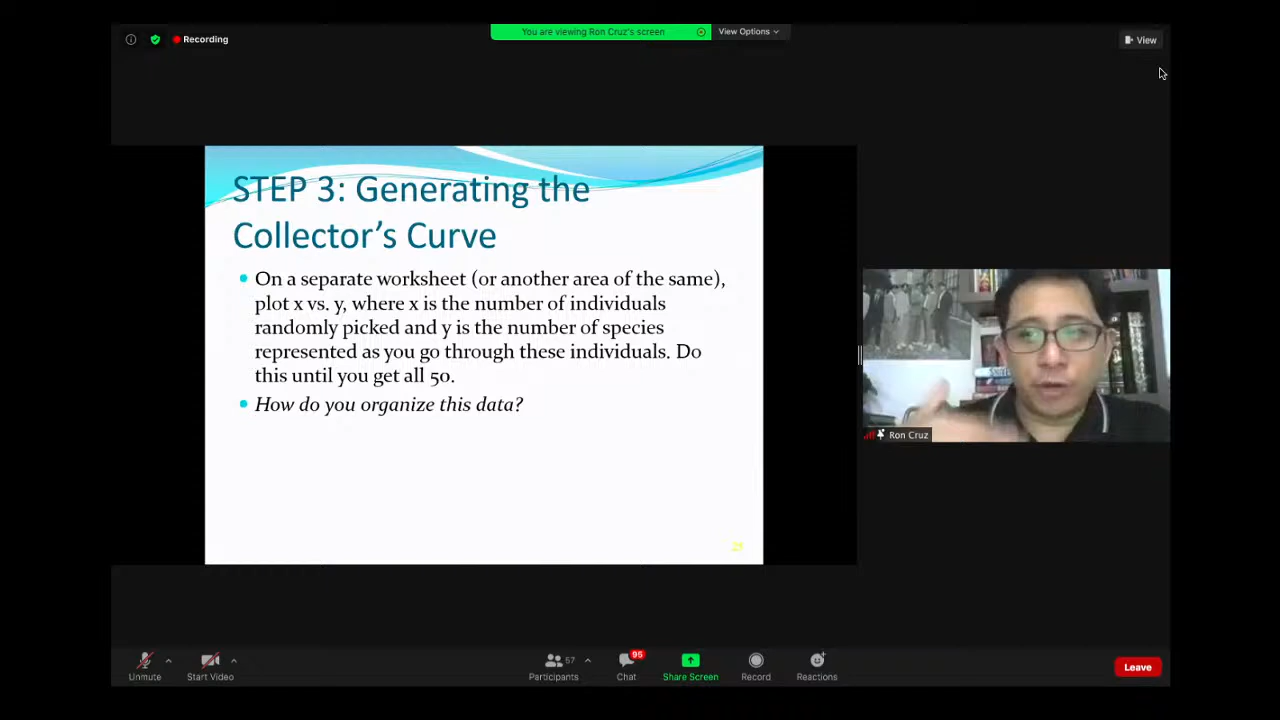 Recording
You are viewing Ron Cruz's screen
View Options
View
STEP 3: Generating the
Collector's Curve
On a separate worksheet (or another area of the same),
plot x vs. y, where x is the number of individuals
randomly picked and y is the number of species
represented as you go through these individuals. Do
this until you get all 50.
How do you organize this data?
Ron Cruz
Unmute
Start Video
57
Participants
95
Chat
Share Screen
Record
Reactions
Leave